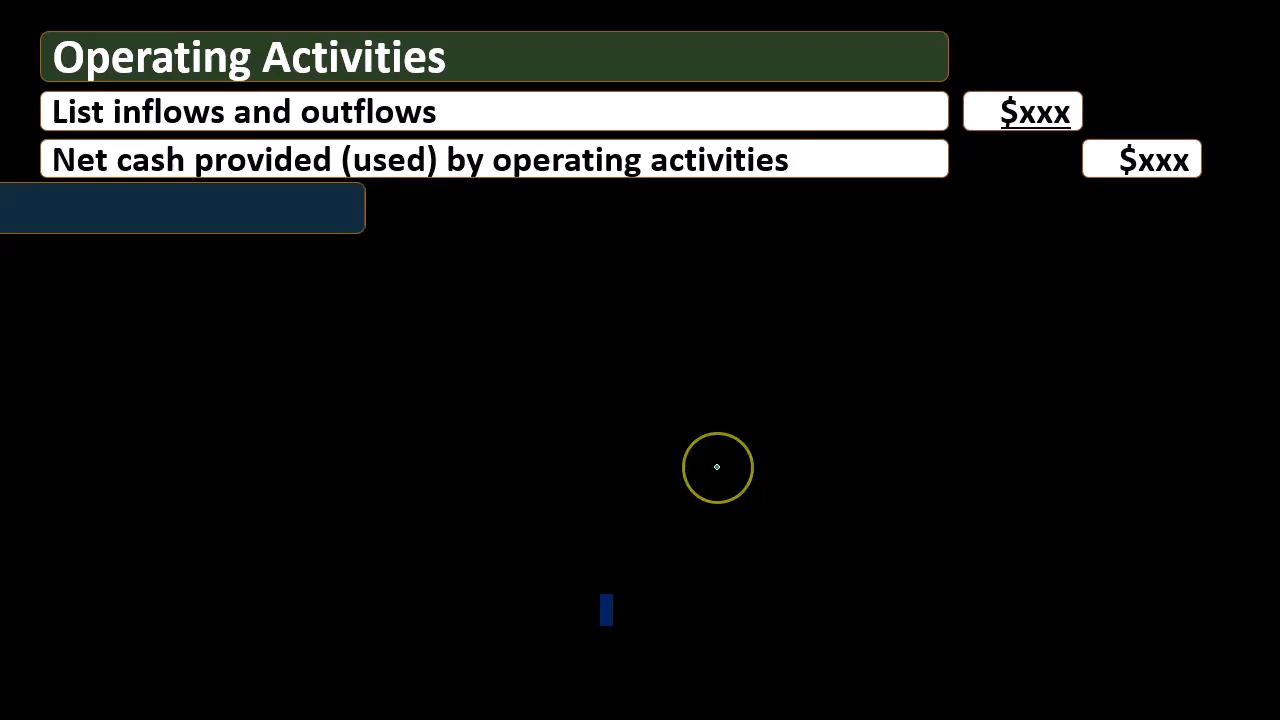 Operating Activities
List inflows and outflows $xxx
Net cash provided (used) by operating activities $xxx